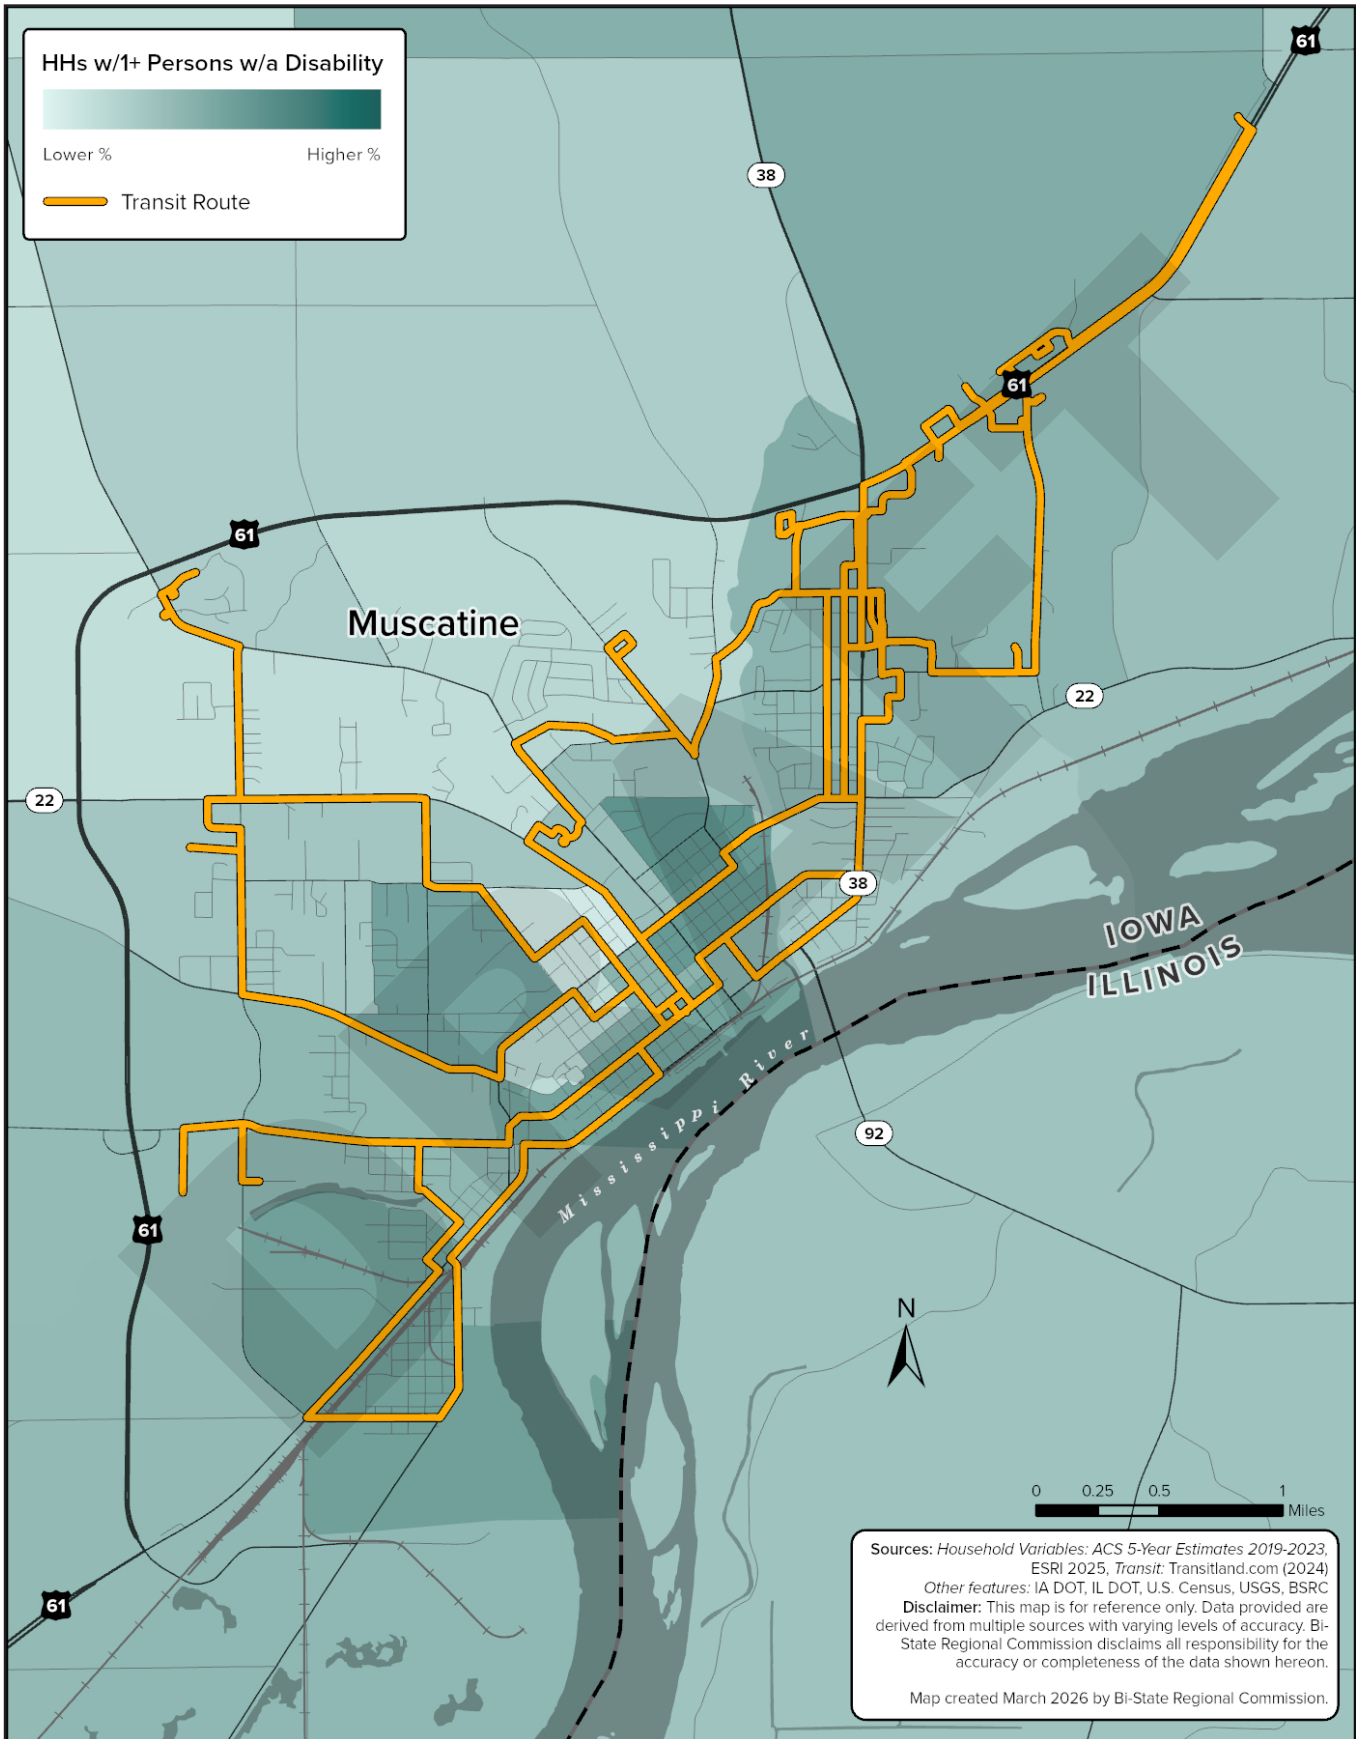 HHs w/1+ Persons w/a Disability
Lower % Higher %
Transit Route
61
38
61
61
Muscatine
22
22
38
IOWA
ILLINOIS
Mississippi River
92
61
N
0 0.25 0.5 1
Miles
61
Sources: Household Variables: ACS 5-Year Estimates 2019-2023,
ESRI 2025, Transit: Transitland.com (2024)
Other features: IA DOT, IL DOT, U.S. Census, USGS, BSRC
Disclaimer: This map is for reference only. Data provided are
derived from multiple sources with varying levels of accuracy. Bi-
State Regional Commission disclaims all responsibility for the
accuracy or completeness of the data shown hereon.
Map created March 2026 by Bi-State Regional Commission.
DRAFT